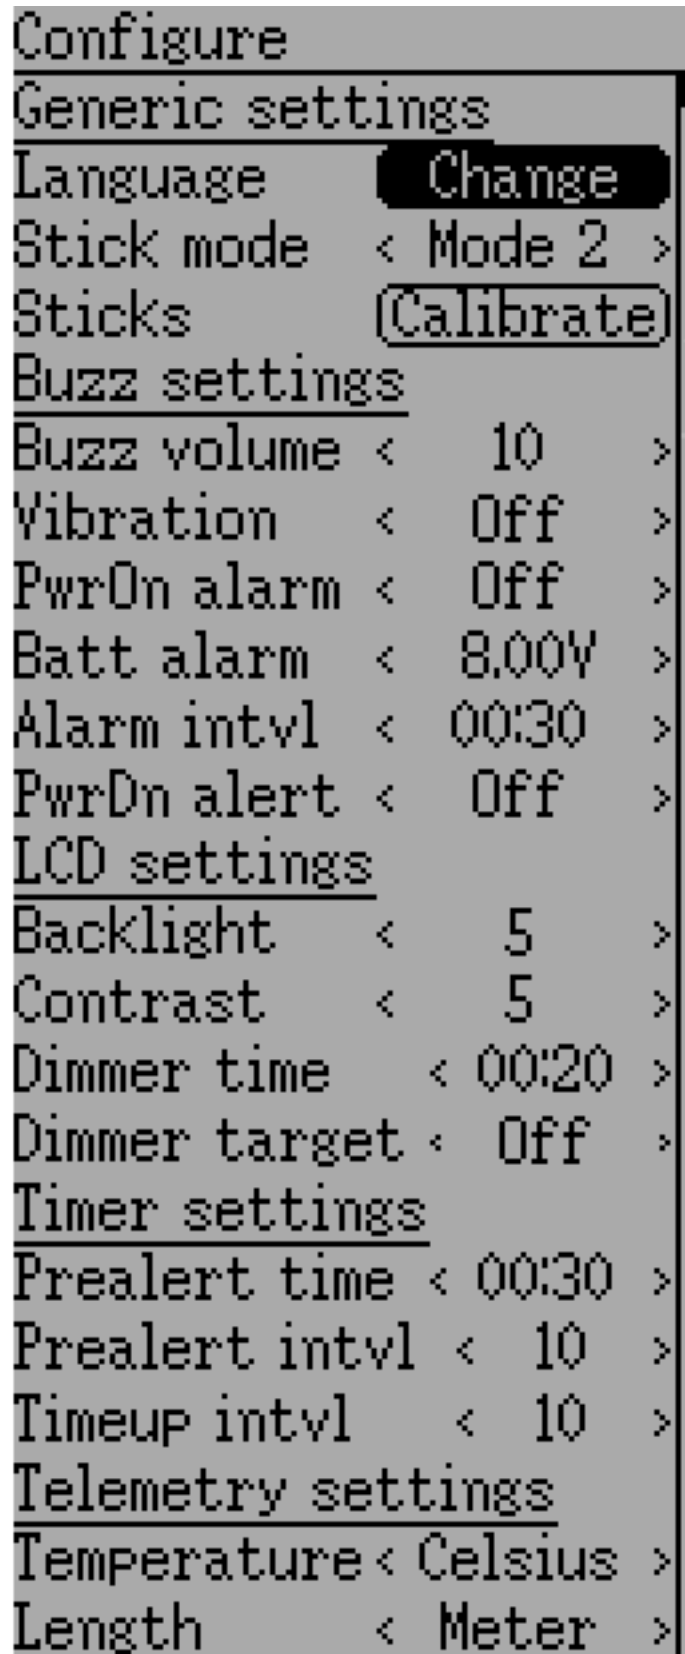 Configure
Generic settings
Language Change
Stick mode < Mode 2 >
Sticks Calibrate
Buzz settings
Buzz volume < 10 >
Vibration < Off >
PwrOn alarm < Off >
Batt alarm < 8.00V >
Alarm intvl < 00:30 >
PwrDn alert < Off >
LCD settings
Backlight < 5 >
Contrast < 5 >
Dimmer time < 00:20 >
Dimmer target < Off >
Timer settings
Prealert time < 00:30 >
Prealert intvl < 10 >
Timeup intvl < 10 >
Telemetry settings
Temperature < Celsius >
Length < Meter >